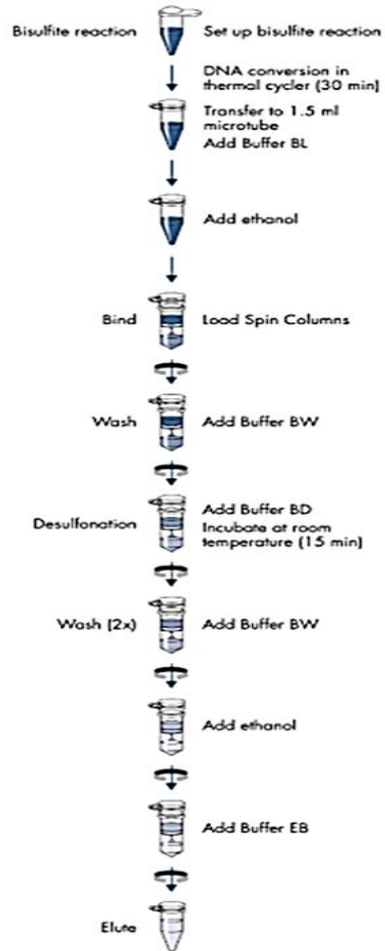 Bisulfite reaction
Set up bisulfite reaction
DNA conversion in
thermal cycler (30 min)
Transfer to 1.5 ml
microtube
Add Buffer BL
Add ethanol
Bind
Load Spin Columns
Wash
Add Buffer BW
Desulfonation
Add Buffer BD
Incubate at room
temperature (15 min)
Wash (2x)
Add Buffer BW
Add ethanol
Add Buffer EB
Elute